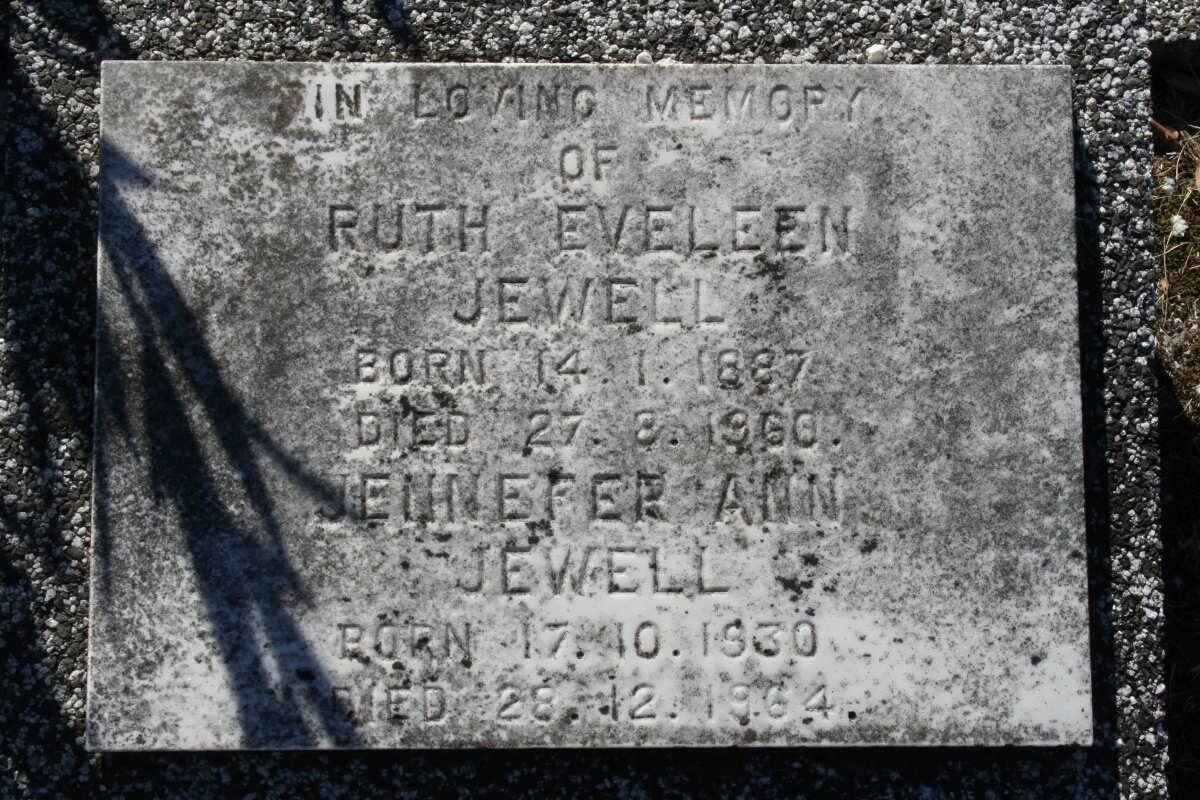 IN LOVING MEMORY
OF
RUTH EVELEEN
JEWELL
BORN 14. 1. 1887
DIED 27. 8. 1960.
JENNEFER ANN
JEWELL
BORN 17. 10. 1930
DIED 28. 12. 1964.